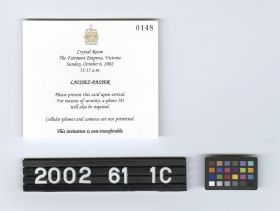 0148
Crystal Room
The Fairmont Empress, Victoria
Sunday, October 6, 2002
11:15 a.m.
LAISSEZ-PASSER
Please present this card upon arrival.
For reasons of security, a photo ID
will also be required.
Cellular phones and cameras are not permitted.
This invitation is non-transferable.
2002 61 1C